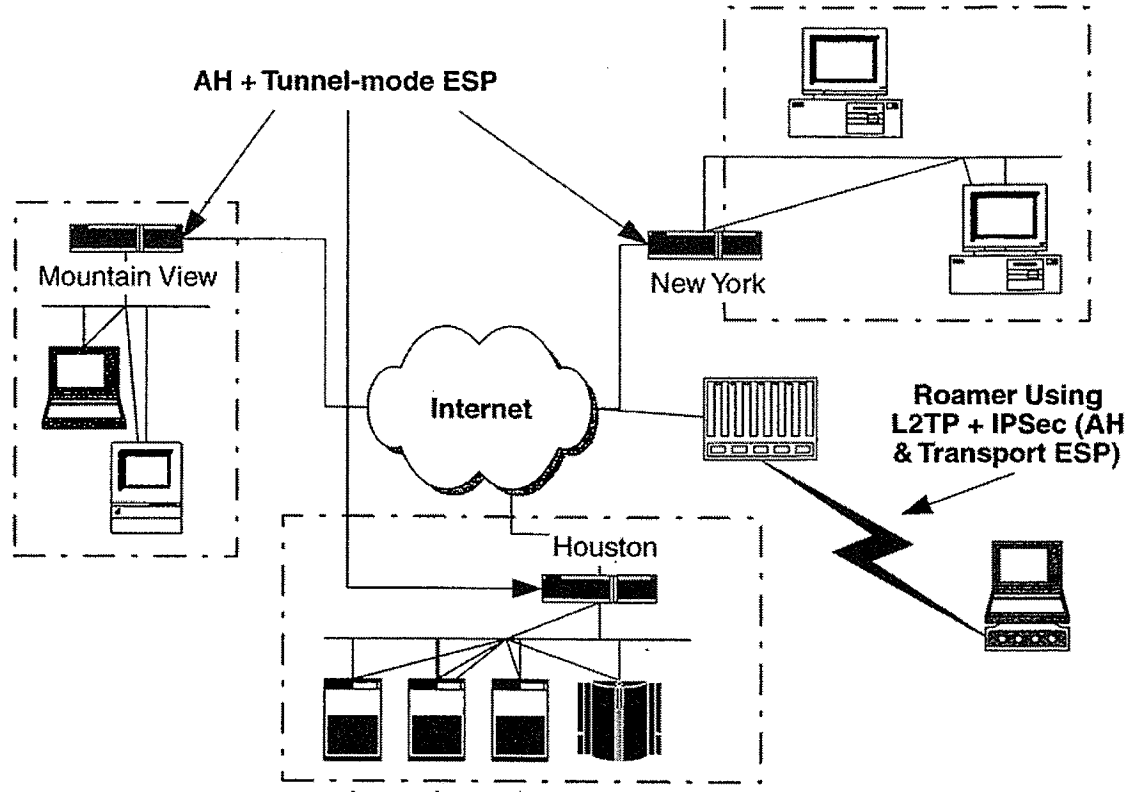 AH + Tunnel-mode ESP
Mountain View
New York
Internet
Roamer Using
L2TP + IPSec (AH
& Transport ESP)
Houston